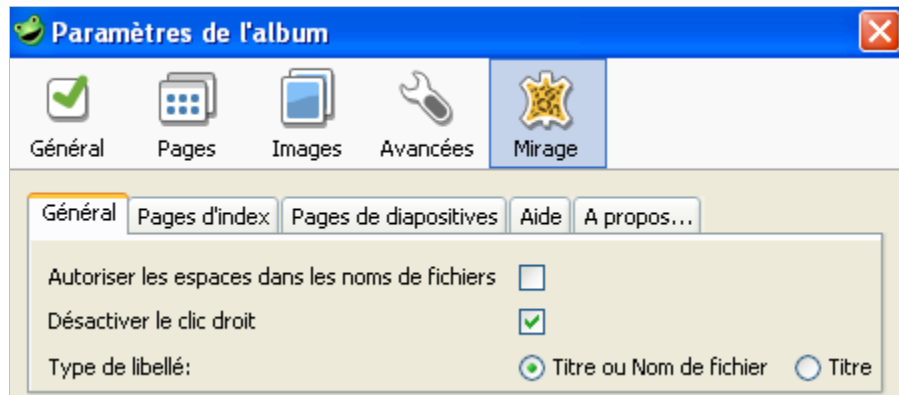 Paramètres de l'album
Général Pages Images Avancées Mirage
Général Pages d'index Pages de diapositives Aide A propos...
Autoriser les espaces dans les noms de fichiers
Désactiver le clic droit
Type de libellé: Titre ou Nom de fichier Titre